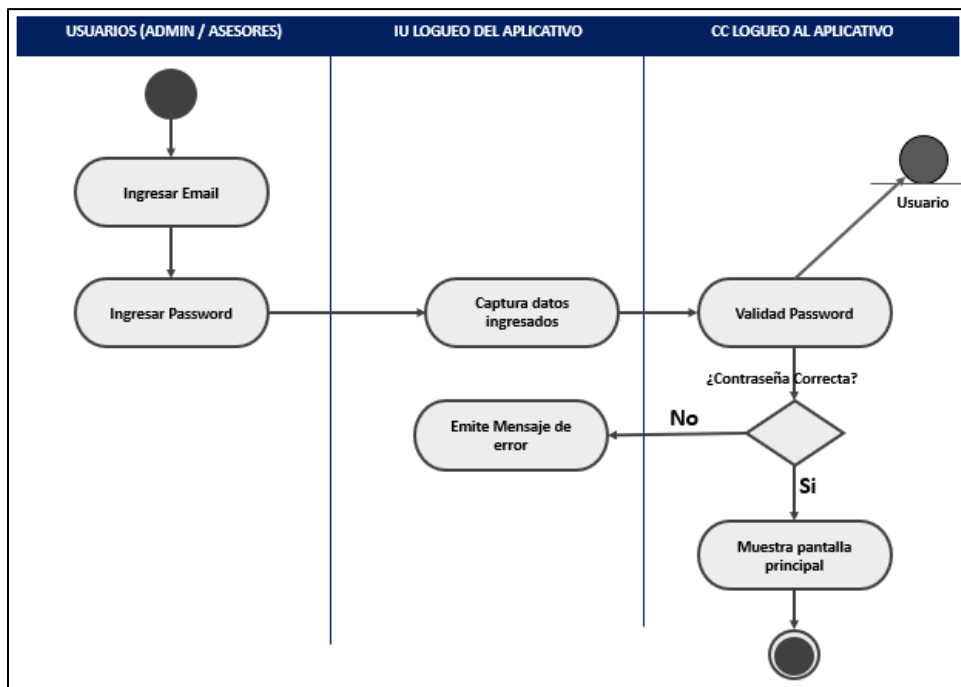 USUARIOS (ADMIN / ASESORES)
IU LOGUEO DEL APLICATIVO
CC LOGUEO AL APLICATIVO
Ingresar Email
Usuario
Ingresar Password
Captura datos
ingresados
Validad Password
¿Contraseña Correcta?
Emite Mensaje de
error
No
Si
Muestra pantalla
principal